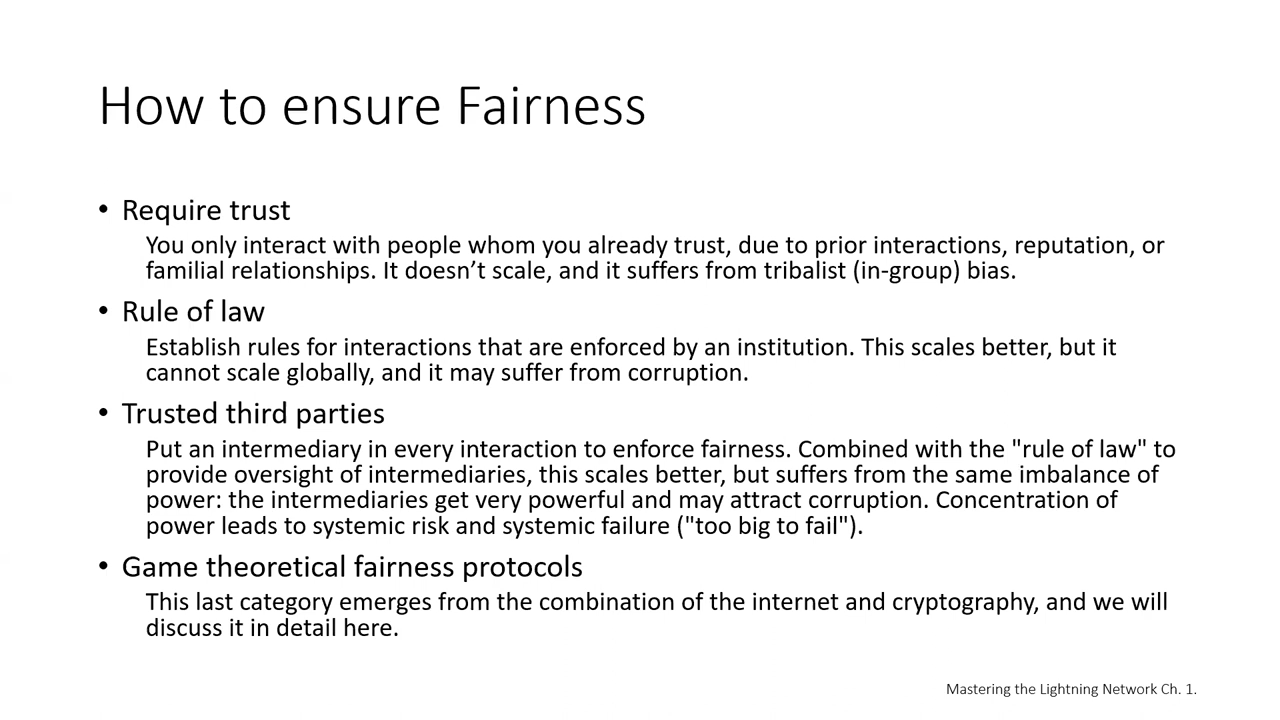 How to ensure Fairness
• Require trust
You only interact with people whom you already trust, due to prior interactions, reputation, or
familial relationships. It doesn’t scale, and it suffers from tribalist (in-group) bias.
• Rule of law
Establish rules for interactions that are enforced by an institution. This scales better, but it
cannot scale globally, and it may suffer from corruption.
• Trusted third parties
Put an intermediary in every interaction to enforce fairness. Combined with the "rule of law" to
provide oversight of intermediaries, this scales better, but suffers from the same imbalance of
power: the intermediaries get very powerful and may attract corruption. Concentration of
power leads to systemic risk and systemic failure ("too big to fail").
• Game theoretical fairness protocols
This last category emerges from the combination of the internet and cryptography, and we will
discuss it in detail here.
Mastering the Lightning Network Ch. 1.